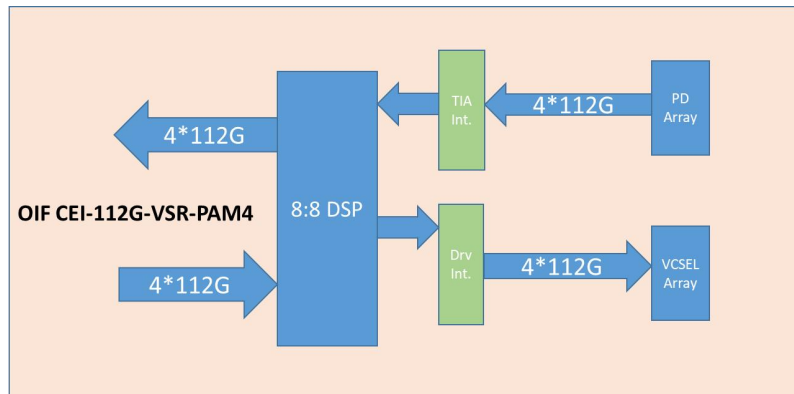 TIA
Int.
4*112G
PD
Array
4*112G
OIF CEI-112G-VSR-PAM4
8:8 DSP
4*112G
Drv
Int.
4*112G
VCSEL
Array